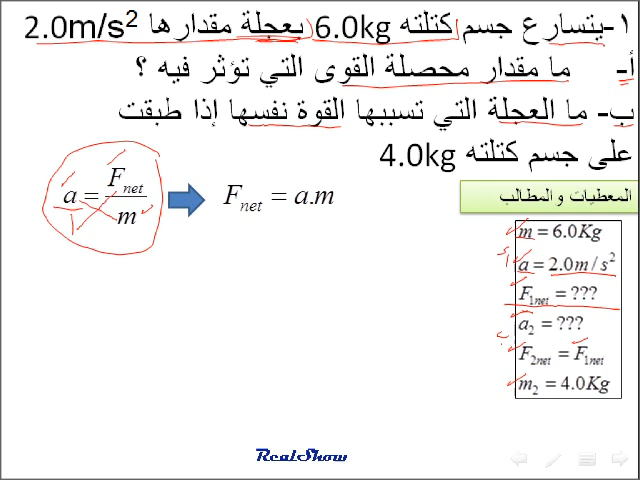 ١-يتسارع جسم كتلته 6.0kg بعجلة مقدارها 2.0m/s²
أ- ما مقدار محصلة القوى التي تؤثر فيه ؟
ب- ما العجلة التي تسببها القوة نفسها إذا طبقت
على جسم كتلته 4.0kg
a = F_net / m
F_net = a.m
المعطيات والمطالب
m = 6.0Kg
a = 2.0m/s²
F_1net = ???
a_2 = ???
F_2net = F_1net
m_2 = 4.0Kg
RealShow